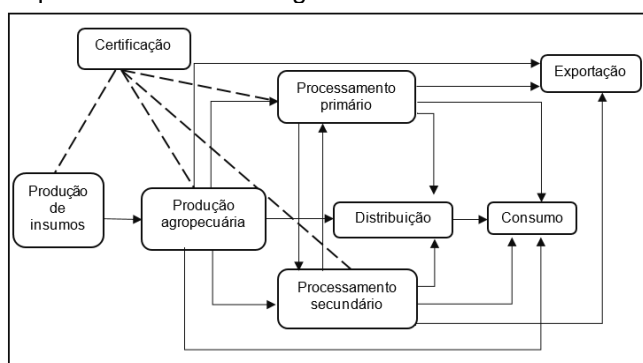 Certificação
Processamento
primário
Exportação
Produção
de
insumos
Produção
agropecuária
Distribuição
Consumo
Processamento
secundário